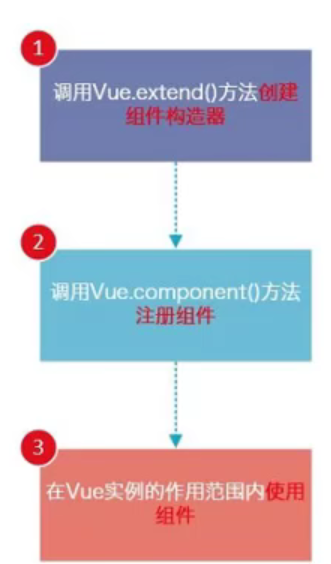 1
调用Vue.extend()方法创建
组件构造器
2
调用Vue.component()方法
注册组件
3
在Vue实例的作用范围内使用
组件